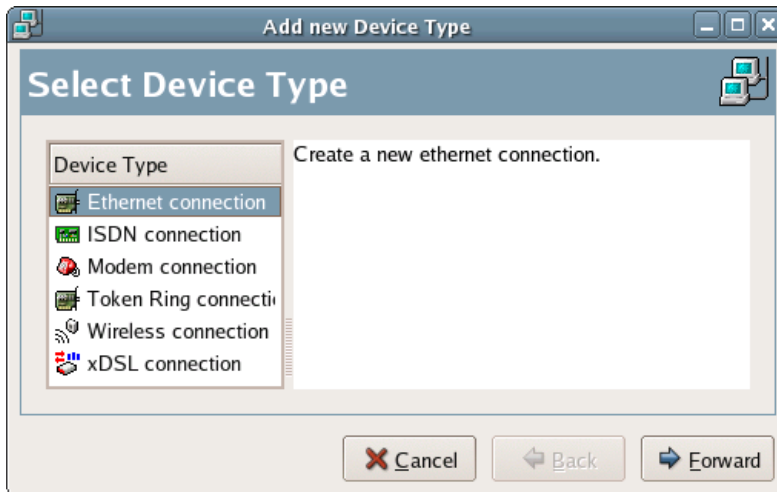 Add new Device Type
Select Device Type
Device Type
Ethernet connection
ISDN connection
Modem connection
Token Ring connecti
Wireless connection
xDSL connection
Create a new ethernet connection.
Cancel
Back
Forward